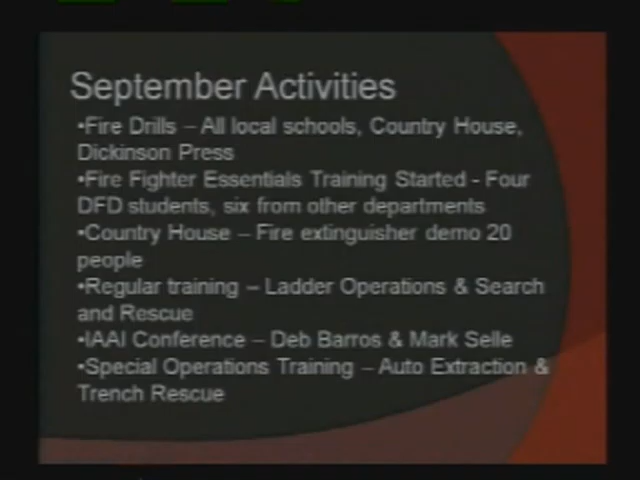 September Activities
•Fire Drills – All local schools, Country House,
Dickinson Press
•Fire Fighter Essentials Training Started - Four
DFD students, six from other departments
•Country House – Fire extinguisher demo 20
people
•Regular training – Ladder Operations & Search
and Rescue
•IAAI Conference – Deb Barros & Mark Selle
•Special Operations Training – Auto Extraction &
Trench Rescue